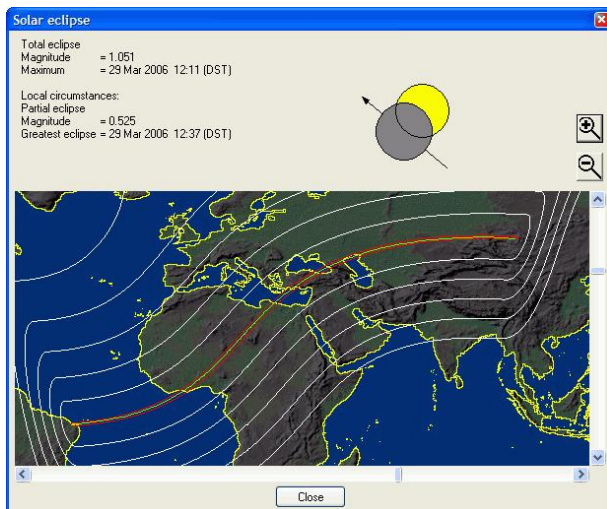 Solar eclipse
Total eclipse
Magnitude = 1.051
Maximum = 29 Mar 2006 12:11 (DST)
Local circumstances:
Partial eclipse
Magnitude = 0.525
Greatest eclipse = 29 Mar 2006 12:37 (DST)
Close